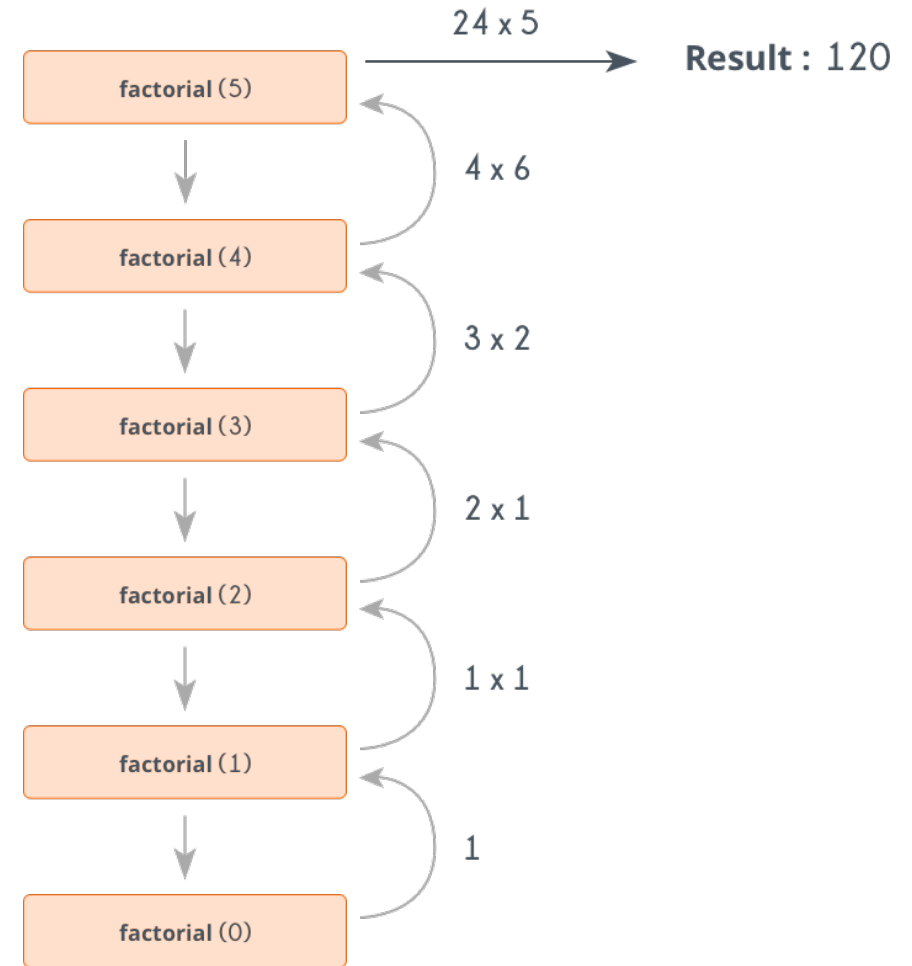 24 x 5
Result : 120
factorial (5)
4 x 6
factorial (4)
3 x 2
factorial (3)
2 x 1
factorial (2)
1 x 1
factorial (1)
1
factorial (0)